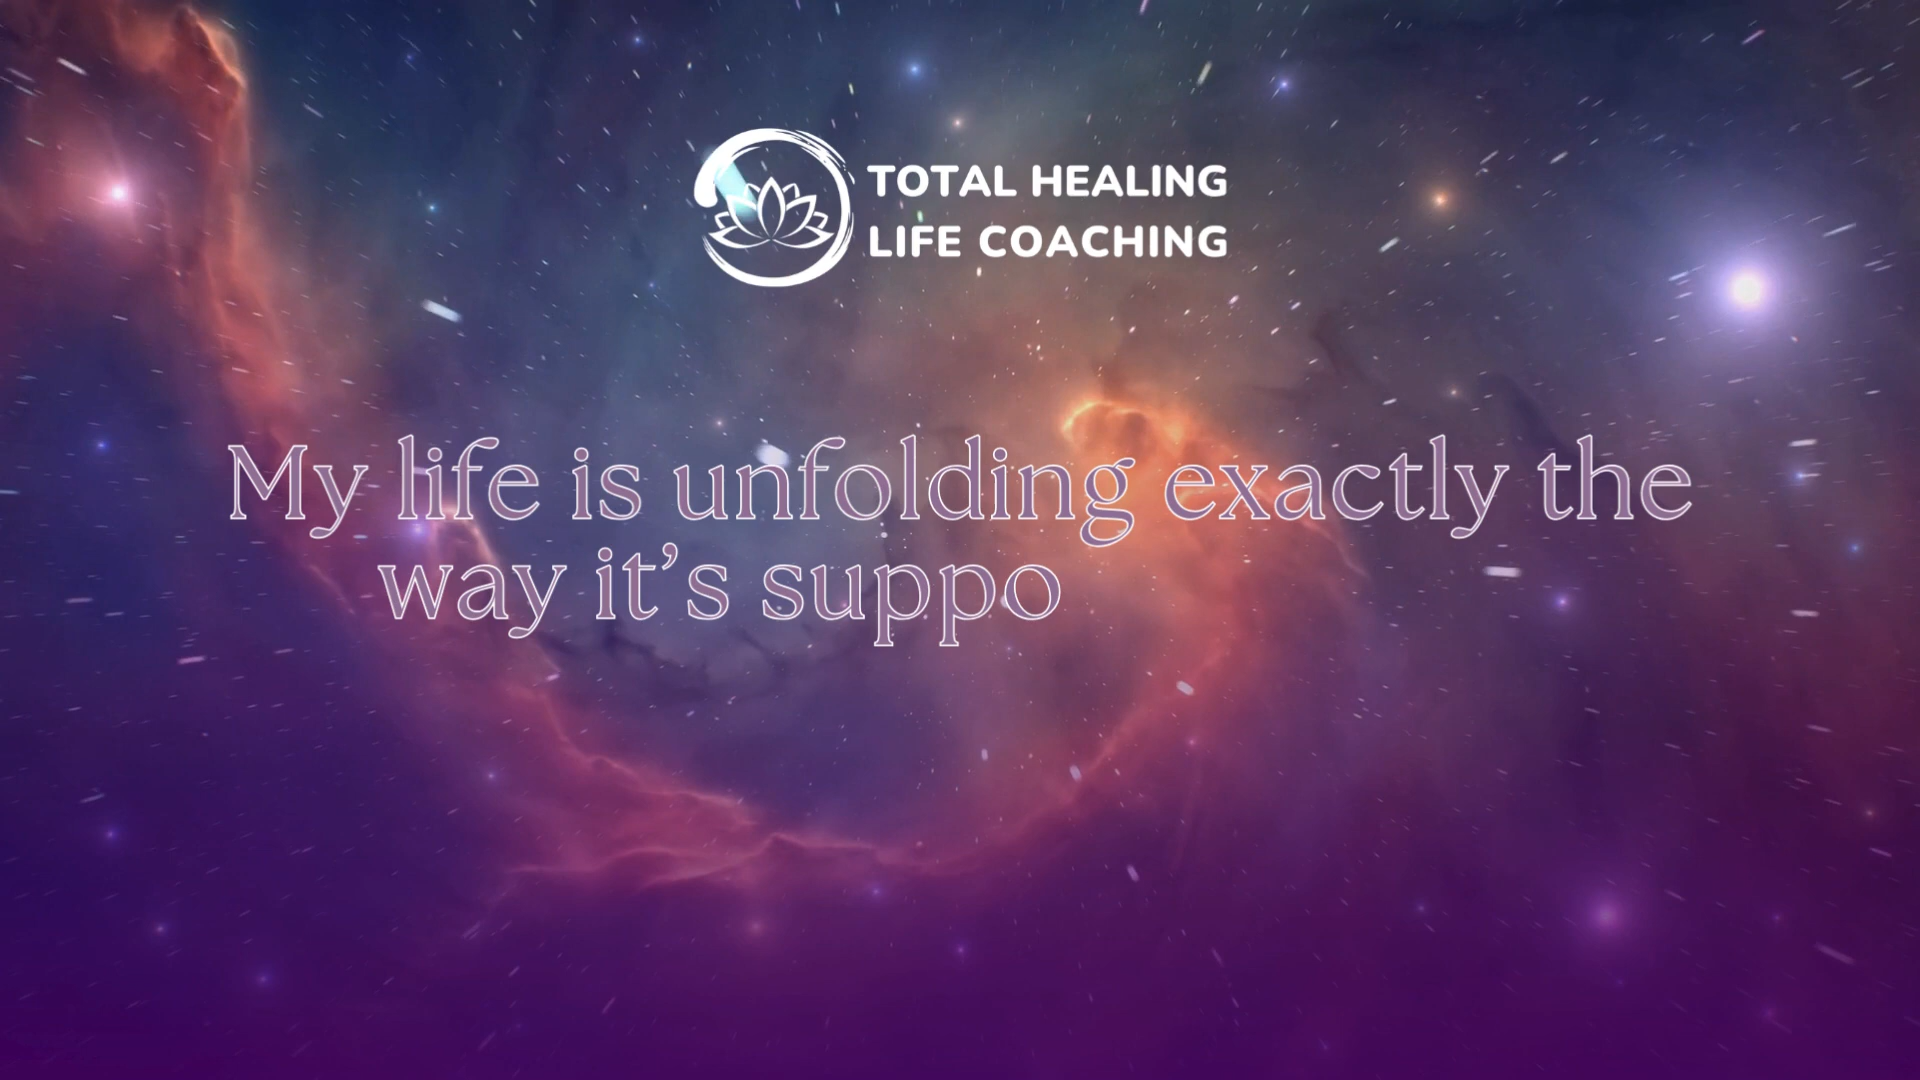 TOTAL HEALING
LIFE COACHING
My life is unfolding exactly the
way it’s suppo